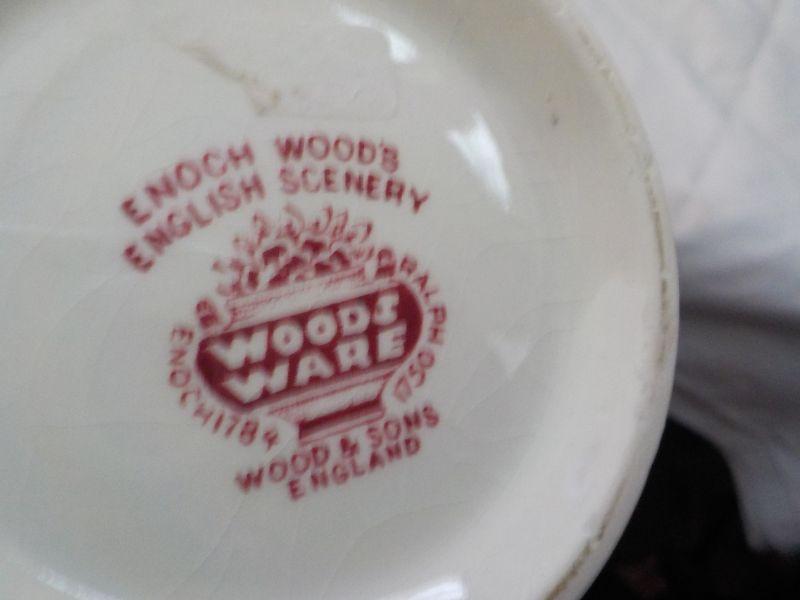 ENOCH WOOD'S
ENGLISH SCENERY
WOODS
WARE
ENOCH 1784
RALPH 1750
WOOD & SONS
ENGLAND